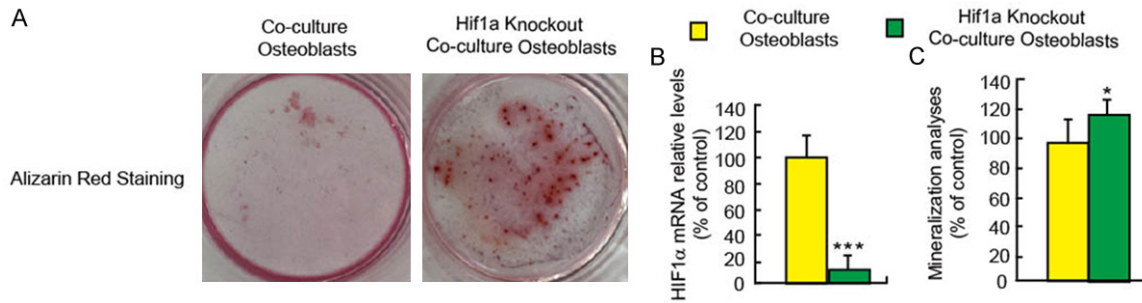 A
Co-culture
Osteoblasts
Hif1a Knockout
Co-culture Osteoblasts
Alizarin Red Staining
Co-culture
Osteoblasts
Hif1a Knockout
Co-culture Osteoblasts
B
HIF1α mRNA relative levels
(% of control)
140
120
100
80
60
40
20
0
***
C
Mineralization analyses
(% of control)
140
120
100
80
60
40
20
0
*